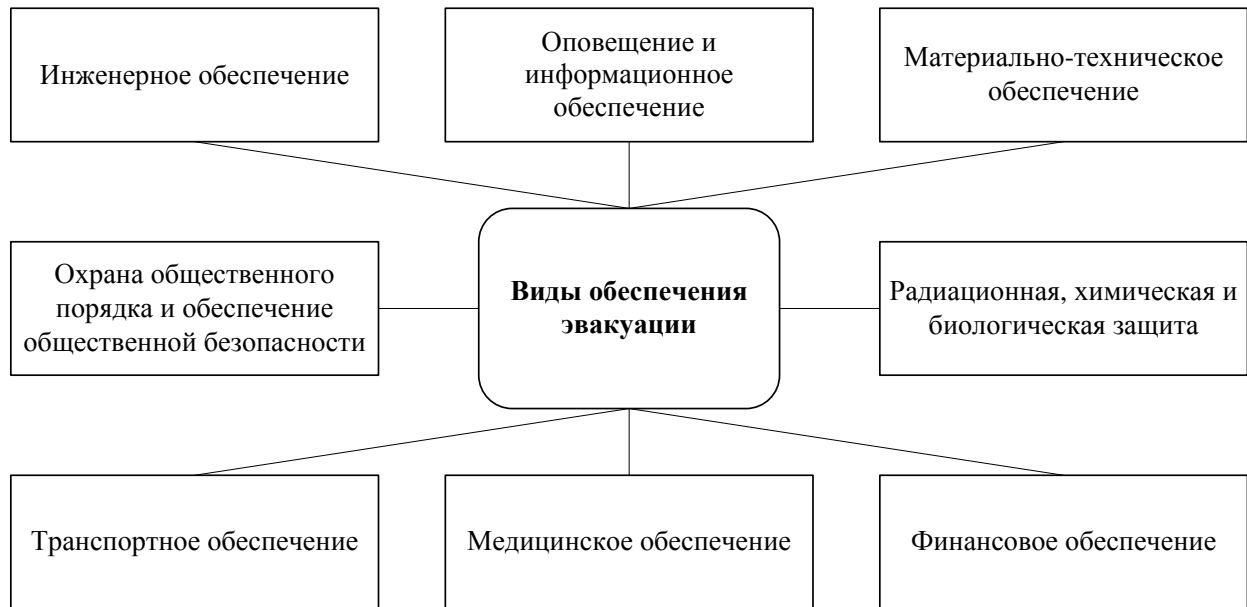 Инженерное обеспечение
Оповещение и
информационное
обеспечение
Материально-техническое
обеспечение
Охрана общественного
порядка и обеспечение
общественной безопасности
Виды обеспечения
эвакуации
Радиационная, химическая и
биологическая защита
Транспортное обеспечение
Медицинское обеспечение
Финансовое обеспечение